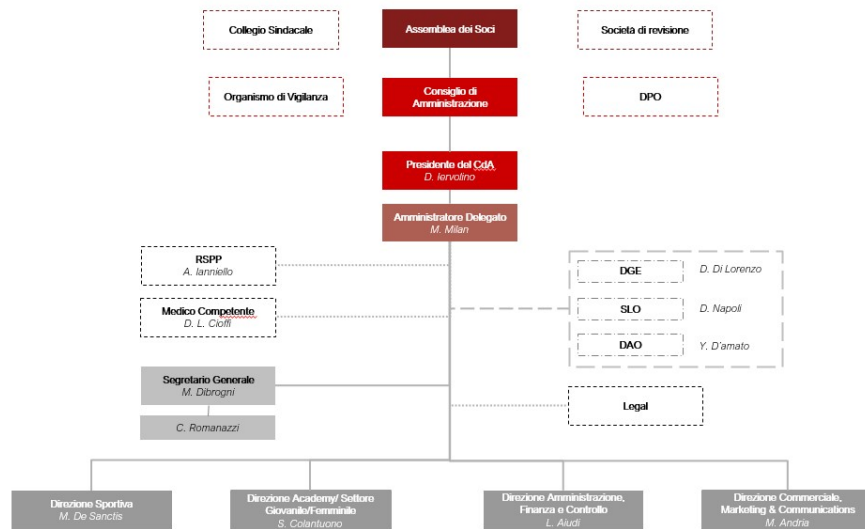 Collegio Sindacale
Assemblea dei Soci
Società di revisione
Organismo di Vigilanza
Consiglio di
Amministrazione
DPO
Presidente del CdA
D. Iervolino
Amministratore Delegato
M. Milan
RSPP
A. Ianniello
DGE
D. Di Lorenzo
Medico Competente
D. L. Cioffi
SLO
D. Napoli
DAO
Y. D'amato
Segretario Generale
M. Dibrogni
C. Romanazzi
Legal
Direzione Sportiva
M. De Sanctis
Direzione Academy/ Settore
Giovanile/Femminile
S. Colantuono
Direzione Amministrazione,
Finanza e Controllo
L. Aiudi
Direzione Commerciale,
Marketing & Communications
M. Andria